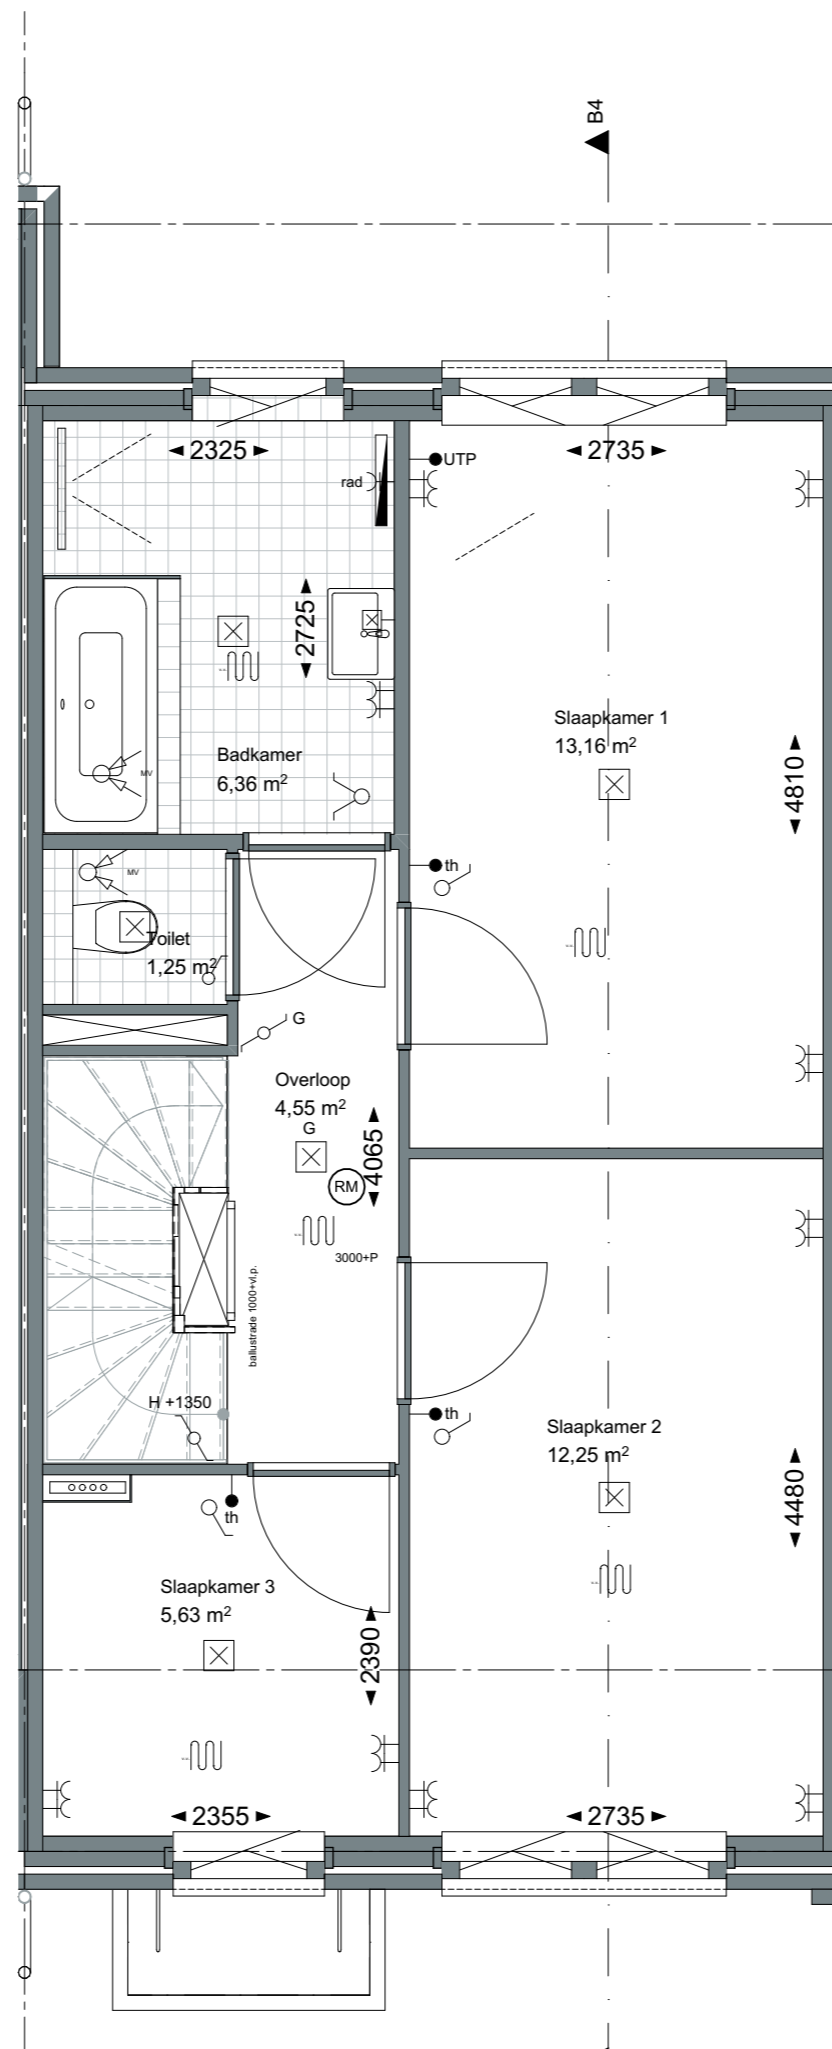 B4
2325
2735
UTP
rad
2725
Slaapkamer 1
13,16 m²
4810
Badkamer
6,36 m²
MV
th
MV
Toilet
1,25 m²
G
Overloop
4,55 m²
G
4065
RM
3000+P
ballustrade 1000+vl.p.
H +1350
th
Slaapkamer 2
12,25 m²
4480
th
Slaapkamer 3
5,63 m²
2390
2355
2735